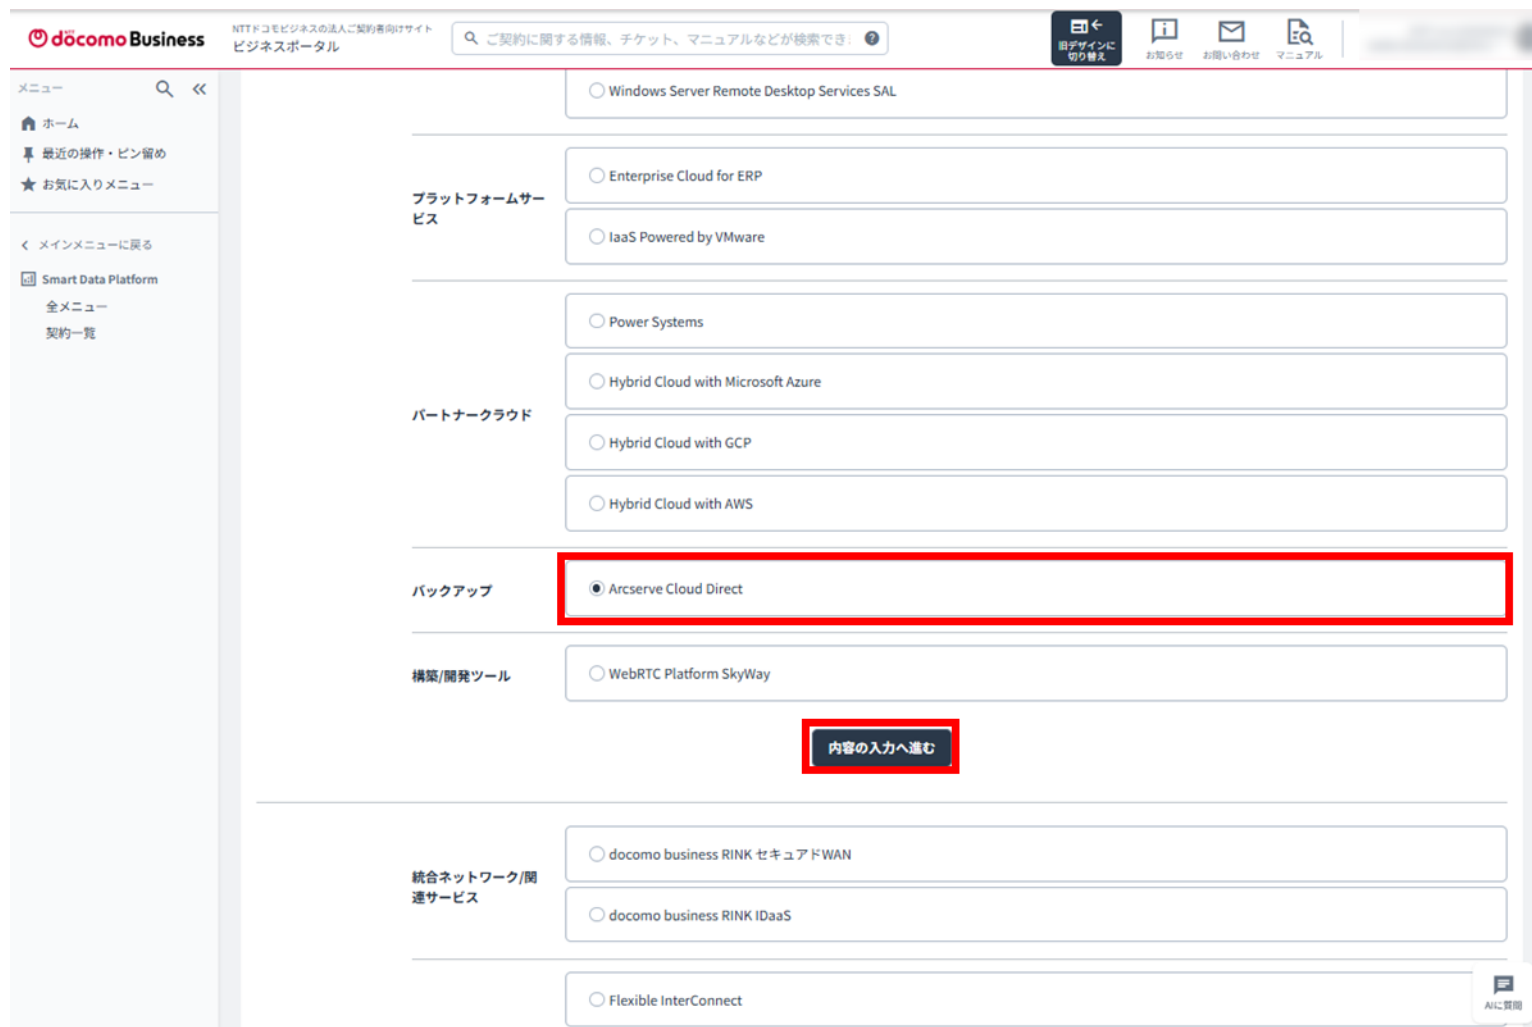 NTT
docomo Business
NTTドコモビジネスの法人ご契約者向けサイト
ビジネスポータル
ご契約に関する情報、チケット、マニュアルなどが検索でき
旧デザインに
切り替え
お知らせ
お問い合わせ
マニュアル
メニュー
ホーム
最近の操作・ピン留め
お気に入りメニュー
メインメニューに戻る
Smart Data Platform
全メニュー
契約一覧
Windows Server Remote Desktop Services SAL
プラットフォームサー
ビス
Enterprise Cloud for ERP
IaaS Powered by VMware
パートナークラウド
Power Systems
Hybrid Cloud with Microsoft Azure
Hybrid Cloud with GCP
Hybrid Cloud with AWS
バックアップ
Arcserve Cloud Direct
構築/開発ツール
WebRTC Platform SkyWay
内容の入力へ進む
統合ネットワーク/関
連サービス
docomo business RINK セキュアドWAN
docomo business RINK IDaaS
Flexible InterConnect
AIに質問